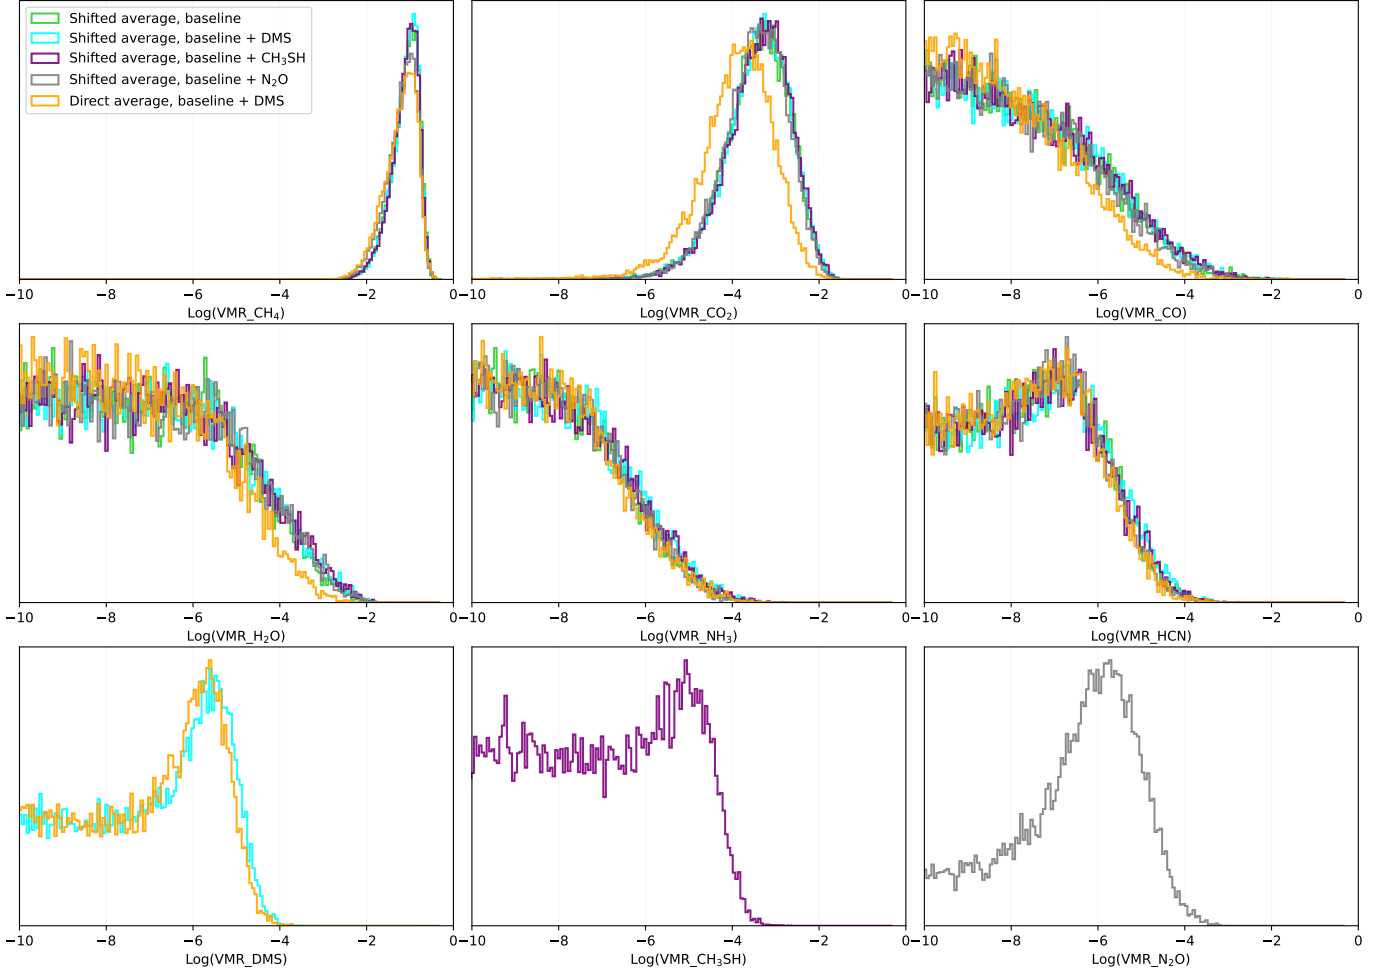 Shifted average, baseline
Shifted average, baseline + DMS
Shifted average, baseline + CH₃SH
Shifted average, baseline + N₂O
Direct average, baseline + DMS
−10 −8 −6 −4 −2 0
Log(VMR_CH₄)
−10 −8 −6 −4 −2 0
Log(VMR_CO₂)
−10 −8 −6 −4 −2 0
Log(VMR_CO)
−10 −8 −6 −4 −2 0
Log(VMR_H₂O)
−10 −8 −6 −4 −2 0
Log(VMR_NH₃)
−10 −8 −6 −4 −2 0
Log(VMR_HCN)
−10 −8 −6 −4 −2 0
Log(VMR_DMS)
−10 −8 −6 −4 −2 0
Log(VMR_CH₃SH)
−10 −8 −6 −4 −2 0
Log(VMR_N₂O)